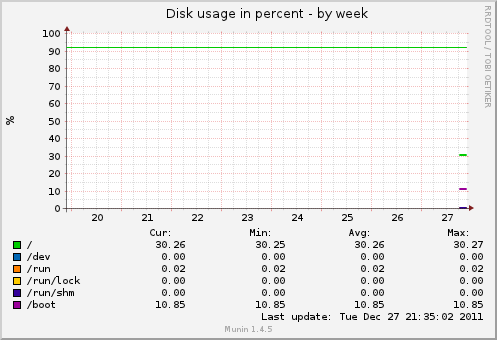 Disk usage in percent - by week
RRDTOOL / TOBI OETIKER
%
100
90
80
70
60
50
40
30
20
10
0
20 21 22 23 24 25 26 27
Cur: Min: Avg: Max:
/ 30.26 30.25 30.26 30.27
/dev 0.00 0.00 0.00 0.00
/run 0.02 0.02 0.02 0.02
/run/lock 0.00 0.00 0.00 0.00
/run/shm 0.00 0.00 0.00 0.00
/boot 10.85 10.85 10.85 10.85
Last update: Tue Dec 27 21:35:02 2011
Munin 1.4.5